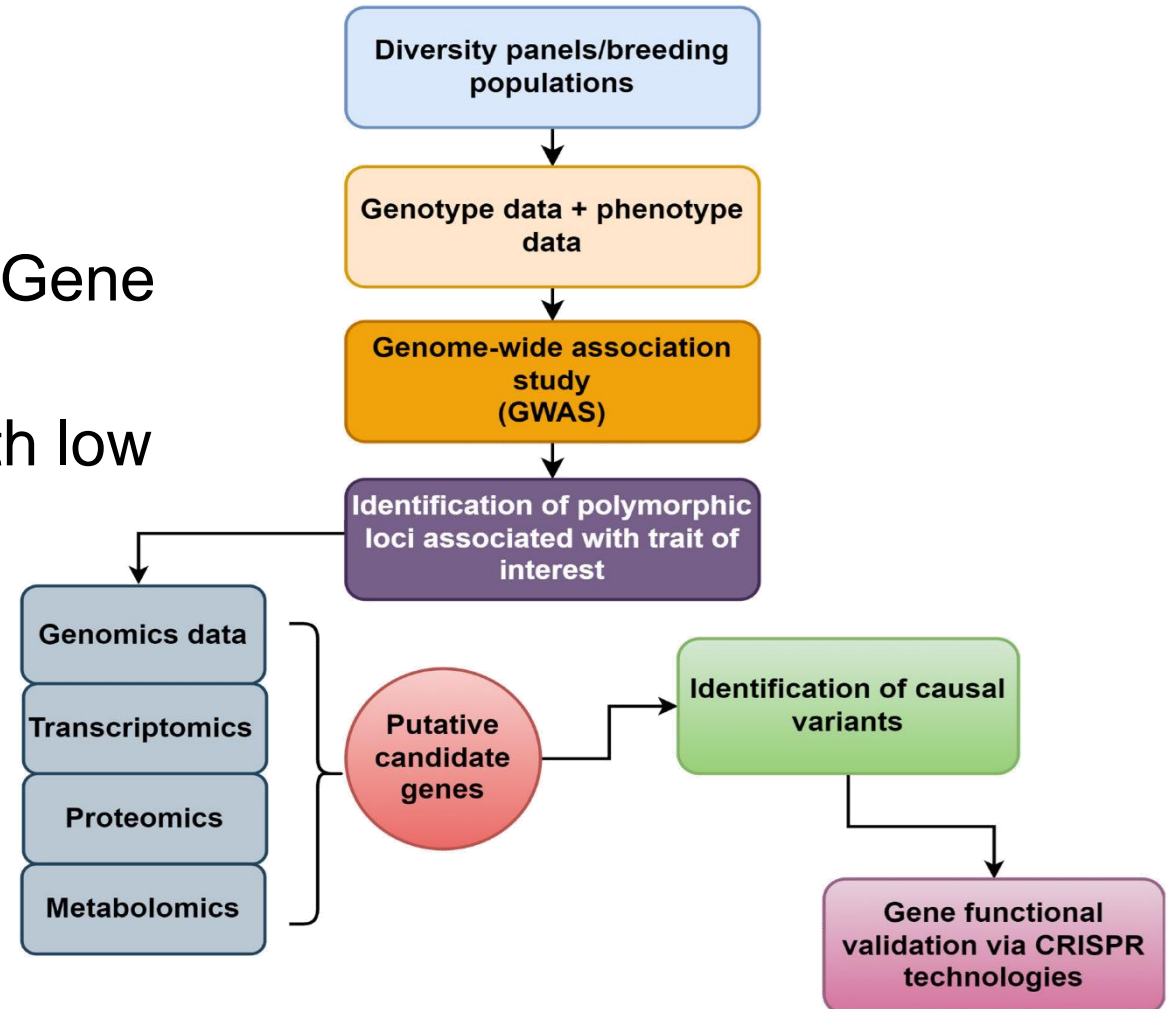 Diversity panels/breeding
populations
Genotype data + phenotype
data
Gene
Genome-wide association
study
(GWAS)
low
Identification of polymorphic
loci associated with trait of
interest
Genomics data
Transcriptomics
Proteomics
Metabolomics
Putative
candidate
genes
Identification of causal
variants
Gene functional
validation via CRISPR
technologies